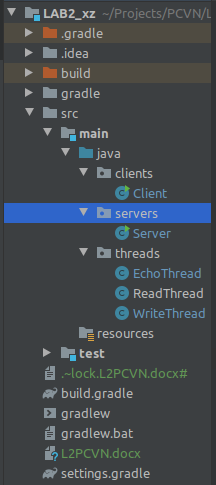 LAB2_xz ~/Projects/PCVN/L
.gradle
.idea
build
gradle
src
main
java
clients
Client
servers
Server
threads
EchoThread
ReadThread
WriteThread
resources
test
.~lock.L2PCVN.docx#
build.gradle
gradlew
gradlew.bat
L2PCVN.docx
settings.gradle